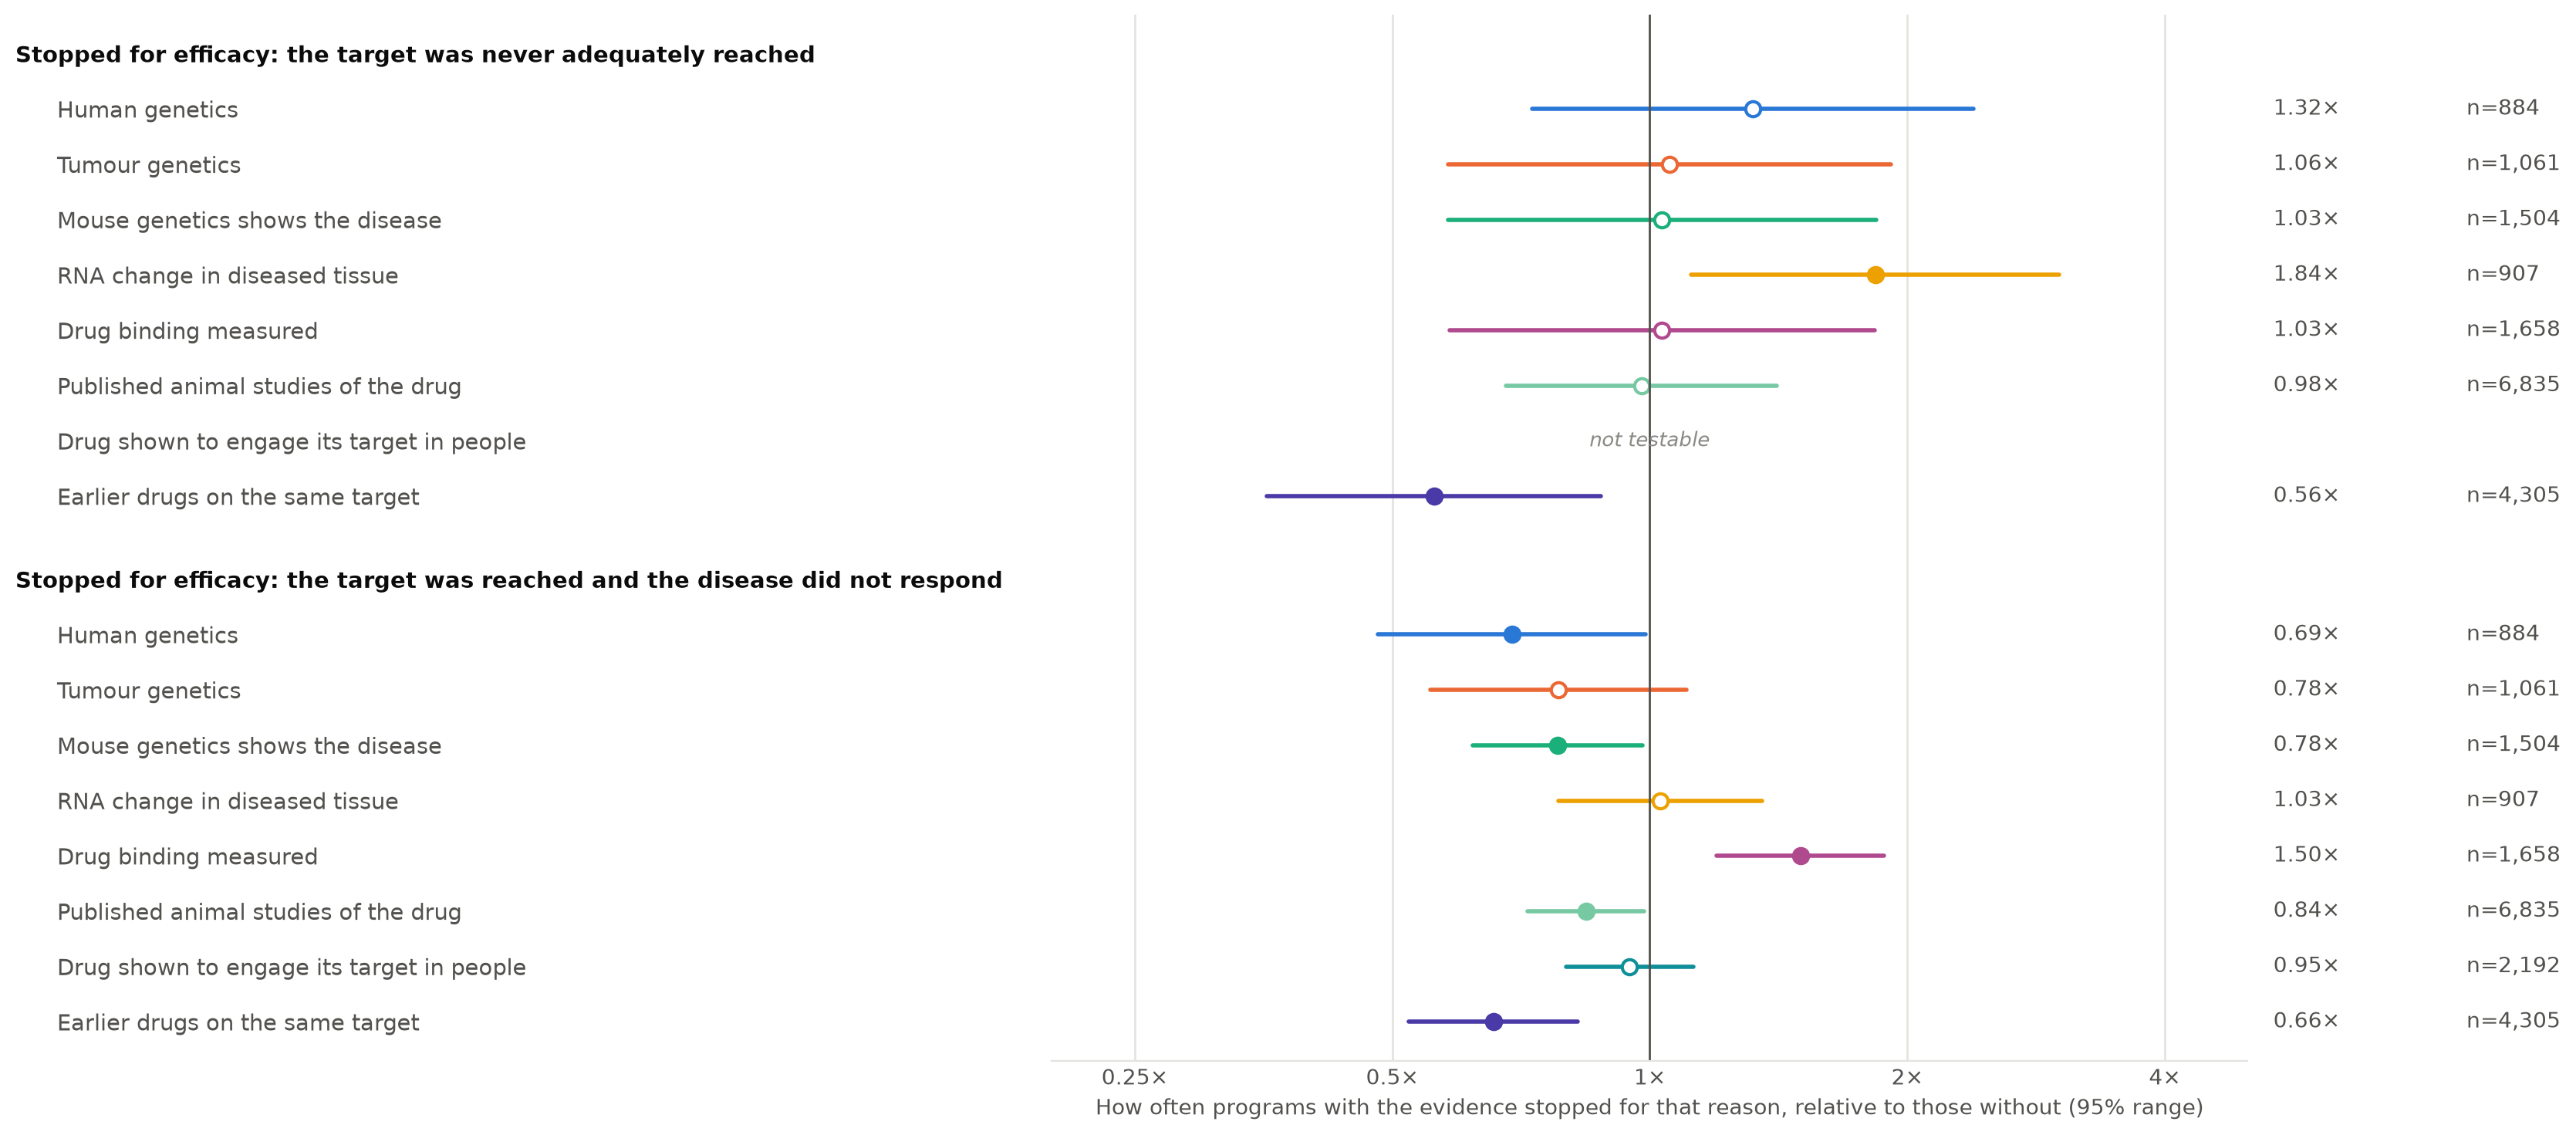 Stopped for efficacy: the target was never adequately reached
Human genetics 1.32× n=884
Tumour genetics 1.06× n=1,061
Mouse genetics shows the disease 1.03× n=1,504
RNA change in diseased tissue 1.84× n=907
Drug binding measured 1.03× n=1,658
Published animal studies of the drug 0.98× n=6,835
Drug shown to engage its target in people not testable
Earlier drugs on the same target 0.56× n=4,305
Stopped for efficacy: the target was reached and the disease did not respond
Human genetics 0.69× n=884
Tumour genetics 0.78× n=1,061
Mouse genetics shows the disease 0.78× n=1,504
RNA change in diseased tissue 1.03× n=907
Drug binding measured 1.50× n=1,658
Published animal studies of the drug 0.84× n=6,835
Drug shown to engage its target in people 0.95× n=2,192
Earlier drugs on the same target 0.66× n=4,305
0.25× 0.5× 1× 2× 4×
How often programs with the evidence stopped for that reason, relative to those without (95% range)